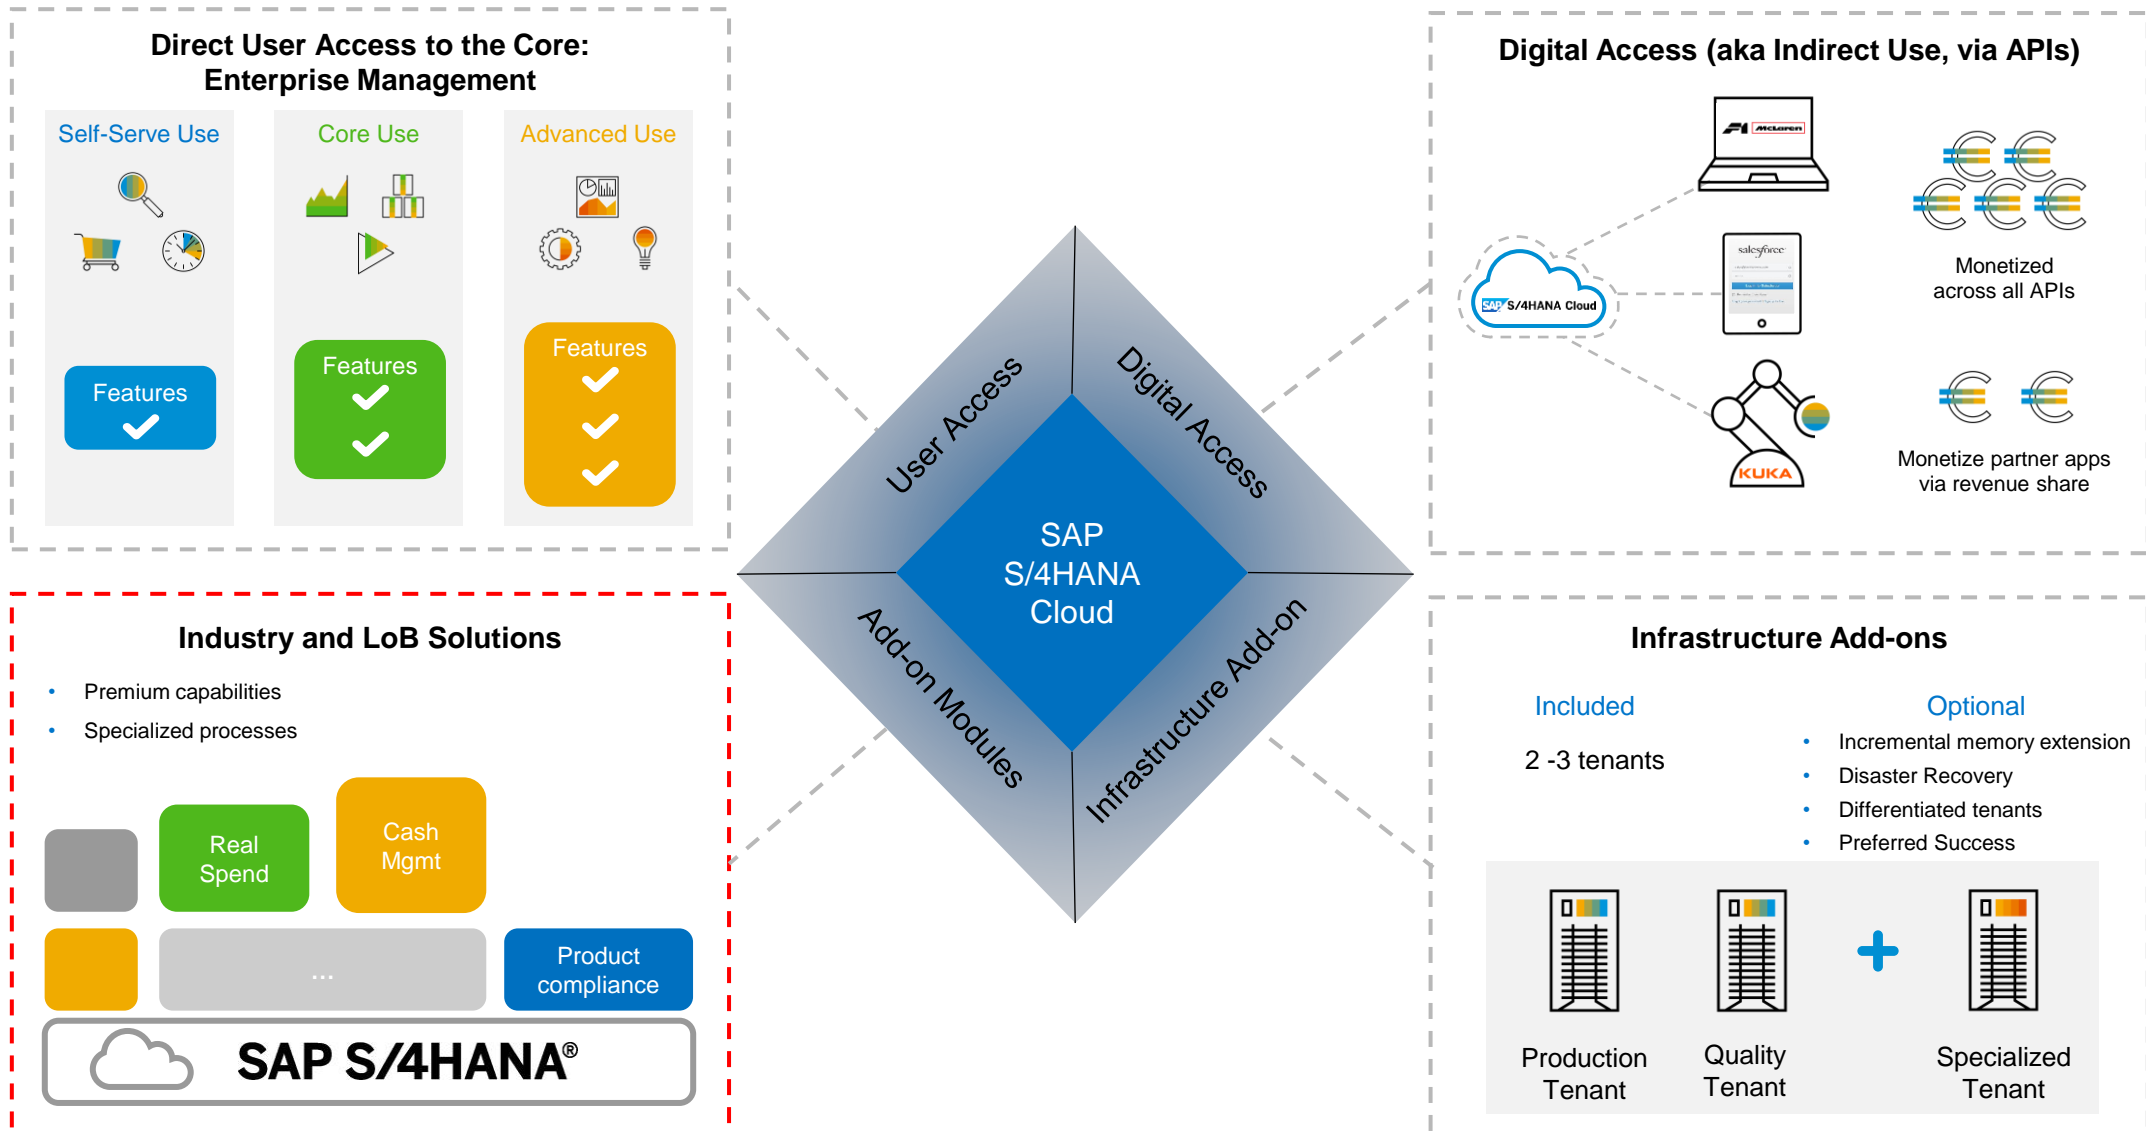 Direct User Access to the Core:
Enterprise Management
Self-Serve Use
Core Use
Advanced Use
Features
Features
Features
Digital Access (aka Indirect Use, via APIs)
F1 McLaren
salesforce
SAP S/4HANA Cloud
KUKA
Monetized
across all APIs
Monetize partner apps
via revenue share
User Access
Digital Access
Add-on Modules
Infrastructure Add-on
SAP
S/4HANA
Cloud
Industry and LoB Solutions
• Premium capabilities
• Specialized processes
Real
Spend
Cash
Mgmt
...
Product
compliance
SAP S/4HANA®
Infrastructure Add-ons
Included
2 -3 tenants
Optional
• Incremental memory extension
• Disaster Recovery
• Differentiated tenants
• Preferred Success
Production
Tenant
Quality
Tenant
Specialized
Tenant